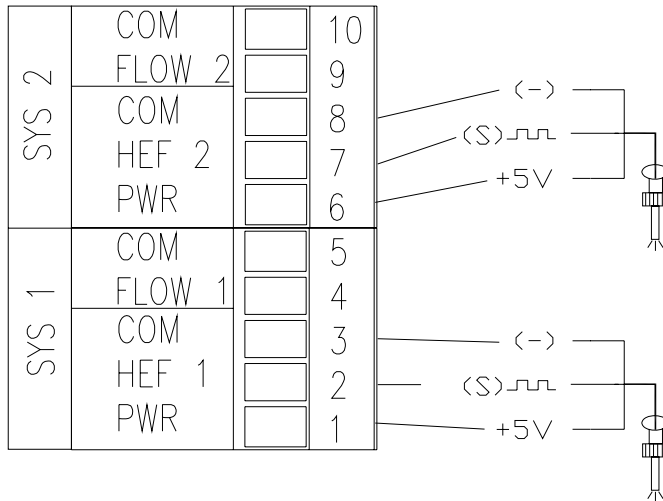 SYS 2
COM 10
FLOW 2 9
COM 8 (-)
HEF 2 7 (S)
PWR 6 +5V
SYS 1
COM 5
FLOW 1 4
COM 3 (-)
HEF 1 2 (S)
PWR 1 +5V